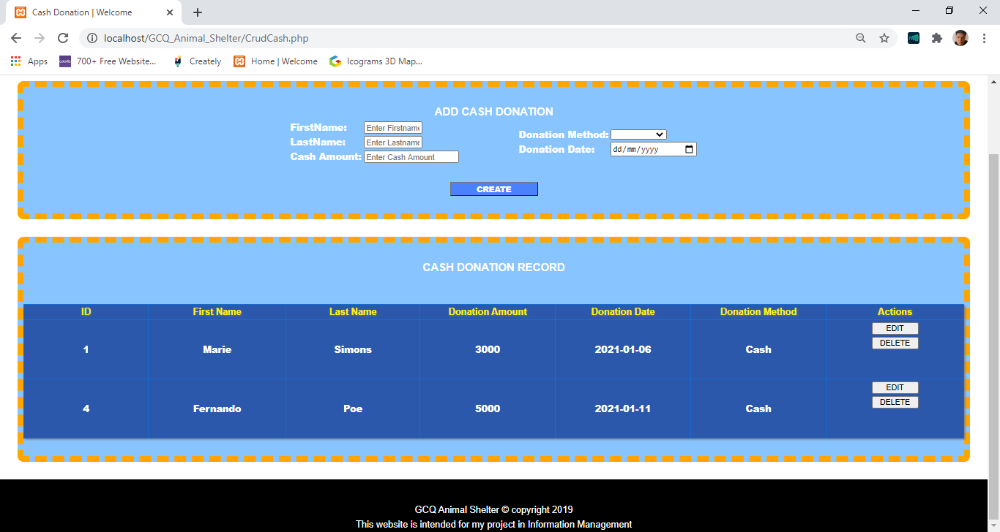 Cash Donation | Welcome
localhost/GCQ_Animal_Shelter/CrudCash.php
Apps colorlib 700+ Free Website... Creately Home | Welcome Icograms 3D Map...
ADD CASH DONATION
FirstName: Enter Firstname
LastName: Enter Lastname
Cash Amount: Enter Cash Amount
Donation Method:
Donation Date: dd/mm/yyyy
CREATE
CASH DONATION RECORD
ID First Name Last Name Donation Amount Donation Date Donation Method Actions
1 Marie Simons 3000 2021-01-06 Cash EDIT DELETE
4 Fernando Poe 5000 2021-01-11 Cash EDIT DELETE
GCQ Animal Shelter © copyright 2019
This website is intended for my project in Information Management